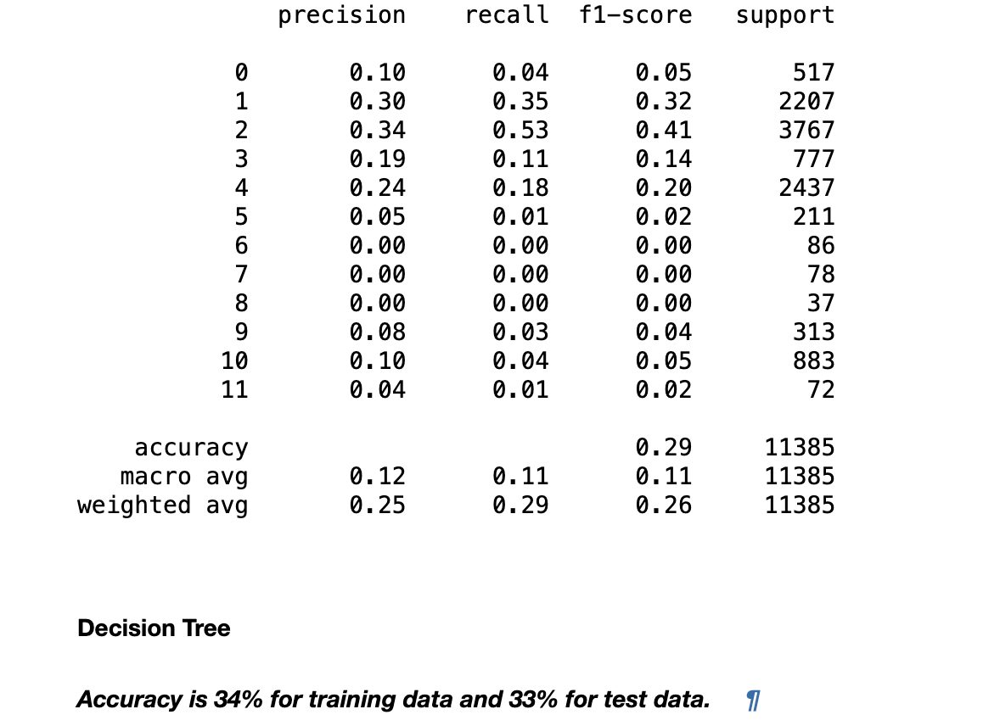 precision recall f1-score support
0 0.10 0.04 0.05 517
1 0.30 0.35 0.32 2207
2 0.34 0.53 0.41 3767
3 0.19 0.11 0.14 777
4 0.24 0.18 0.20 2437
5 0.05 0.01 0.02 211
6 0.00 0.00 0.00 86
7 0.00 0.00 0.00 78
8 0.00 0.00 0.00 37
9 0.08 0.03 0.04 313
10 0.10 0.04 0.05 883
11 0.04 0.01 0.02 72
accuracy 0.29 11385
macro avg 0.12 0.11 0.11 11385
weighted avg 0.25 0.29 0.26 11385
Decision Tree
Accuracy is 34% for training data and 33% for test data. ¶